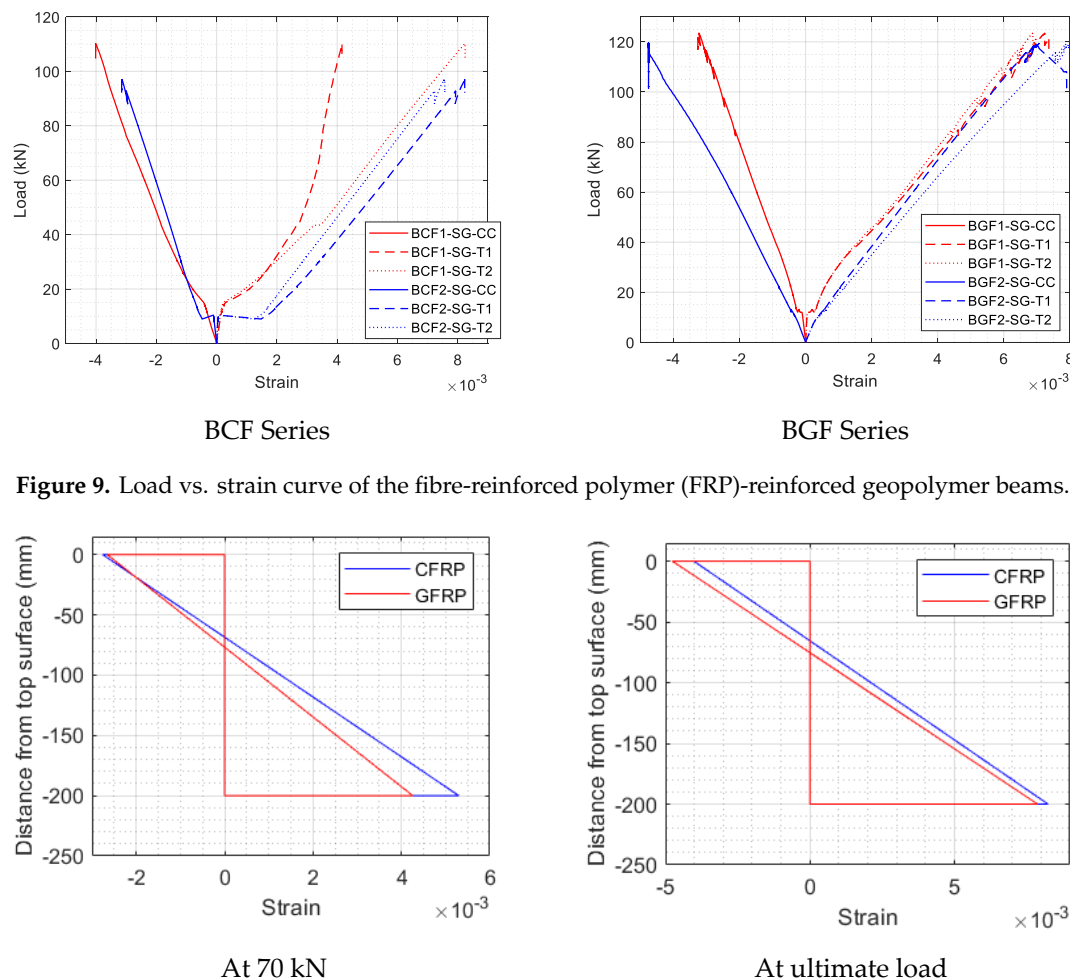 120
100
80
60
40
20
0
Load (kN)
-4 -2 0 2 4 6 8
Strain
×10-3
BCF1-SG-CC
BCF1-SG-T1
BCF1-SG-T2
BCF2-SG-CC
BCF2-SG-T1
BCF2-SG-T2
BCF Series
120
100
80
60
40
20
0
Load (kN)
-4 -2 0 2 4 6 8
Strain
×10-3
BGF1-SG-CC
BGF1-SG-T1
BGF1-SG-T2
BGF2-SG-CC
BGF2-SG-T1
BGF2-SG-T2
BGF Series
Figure 9. Load vs. strain curve of the fibre-reinforced polymer (FRP)-reinforced geopolymer beams.
0
-50
-100
-150
-200
-250
Distance from top surface (mm)
-2 0 2 4 6
Strain
×10-3
CFRP
GFRP
At 70 kN
0
-50
-100
-150
-200
-250
Distance from top surface (mm)
-5 0 5
Strain
×10-3
CFRP
GFRP
At ultimate load